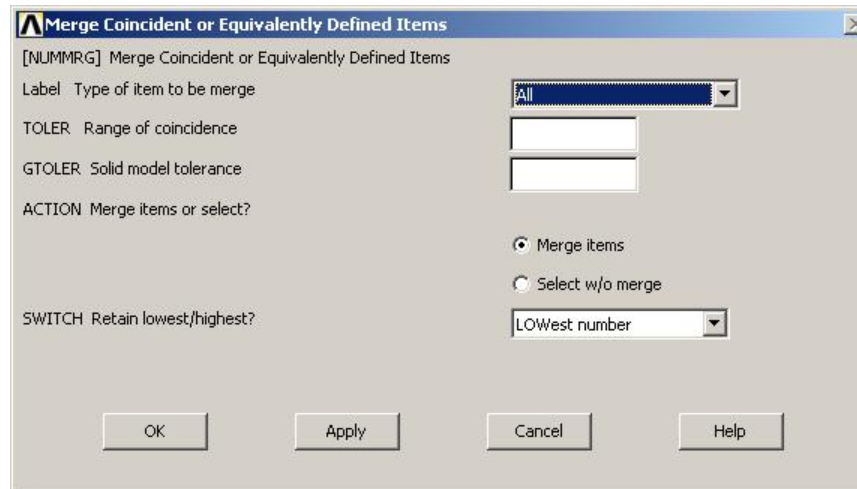 Merge Coincident or Equivalently Defined Items
[NUMMRG] Merge Coincident or Equivalently Defined Items
Label Type of item to be merge
All
TOLER Range of coincidence
GTOLER Solid model tolerance
ACTION Merge items or select?
Merge items
Select w/o merge
SWITCH Retain lowest/highest?
LOWest number
OK Apply Cancel Help